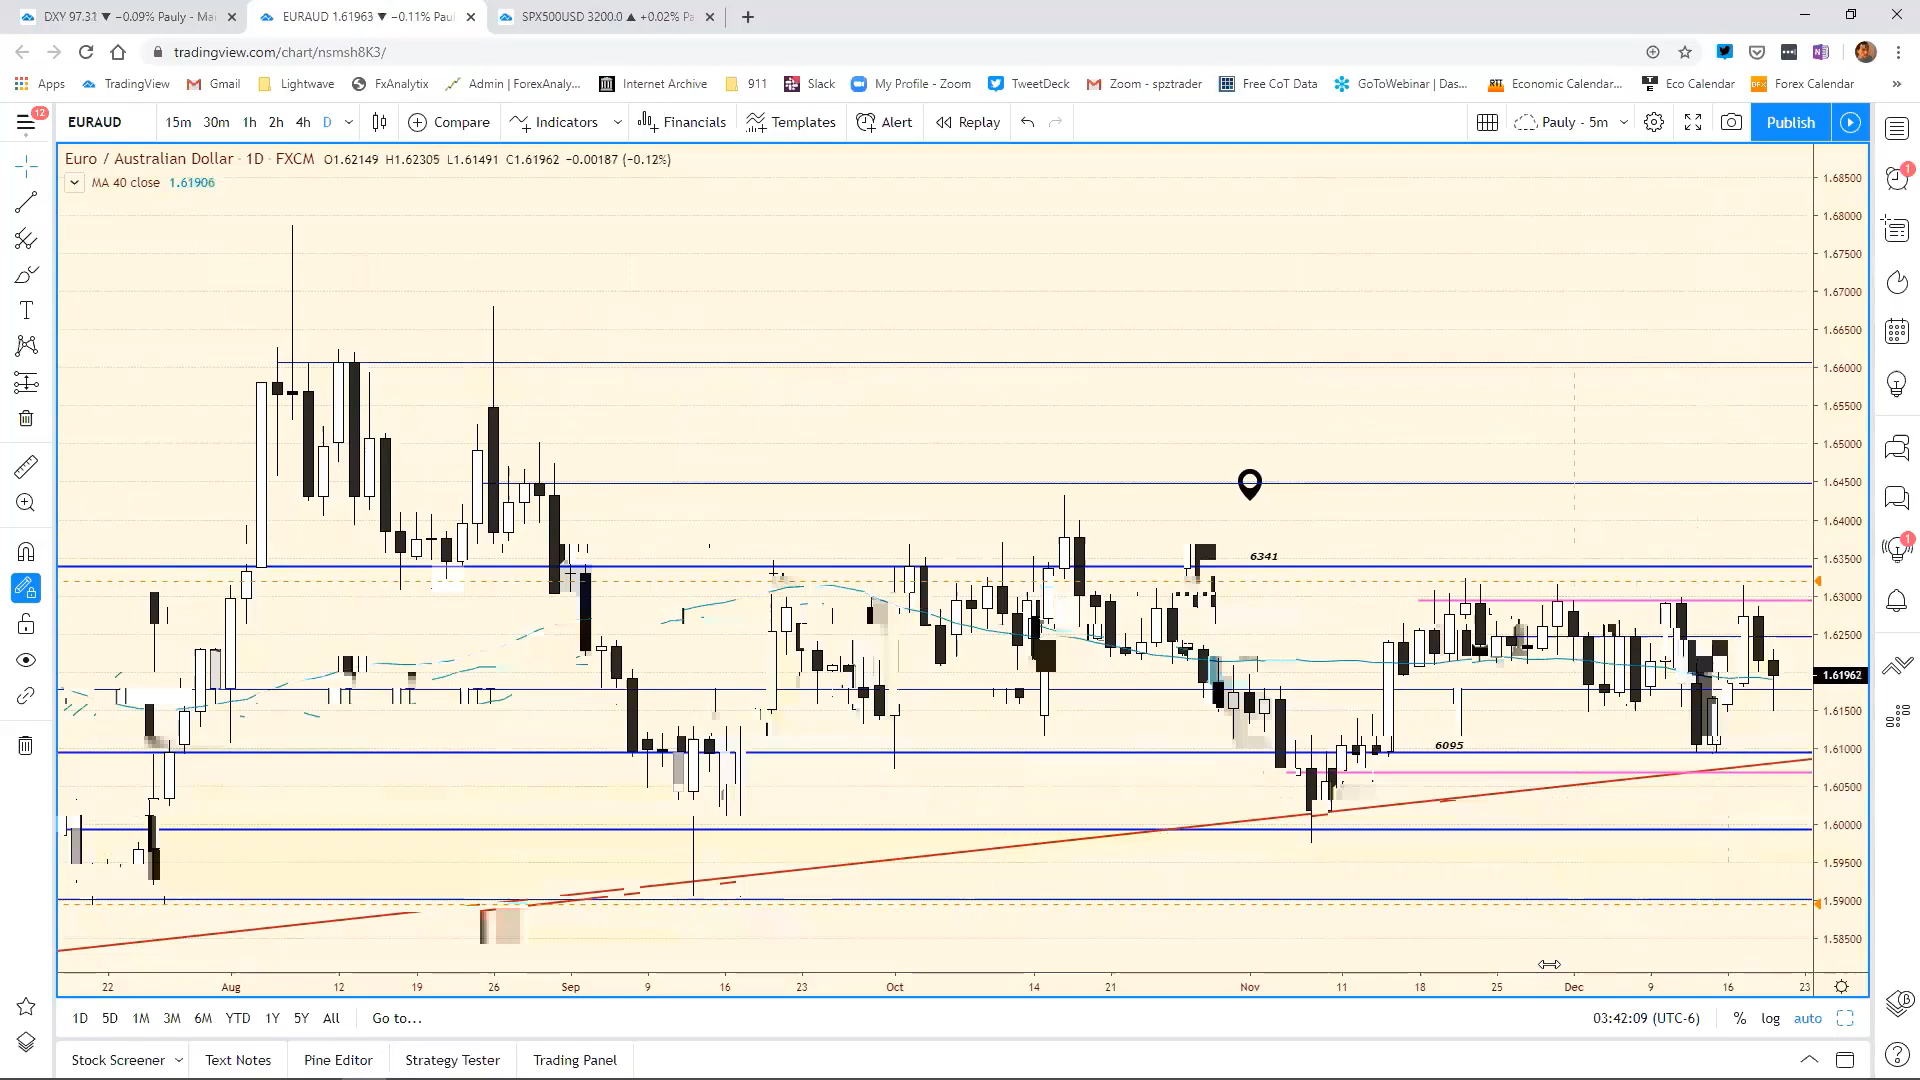 DXY 97.31 ▼ −0.09% Pauly - Mai
EURAUD 1.61963 ▼ −0.11% Paul
SPX500USD 3200.0 ▲ +0.02% Pa
tradingview.com/chart/nsmsh8K3/
Apps TradingView Gmail Lightwave FxAnalytix Admin | ForexAnaly... Internet Archive 911 Slack My Profile - Zoom TweetDeck Zoom - spztrader Free CoT Data GoToWebinar | Das... Economic Calendar... Eco Calendar Forex Calendar »
12
EURAUD 15m 30m 1h 2h 4h D Compare Indicators Financials Templates Alert Replay Pauly - 5m Publish
Euro / Australian Dollar · 1D · FXCM O1.62149 H1.62305 L1.61491 C1.61962 −0.00187 (−0.12%)
MA 40 close 1.61906
1
1
1.68500
1.68000
1.67500
1.67000
1.66500
1.66000
1.65500
1.65000
1.64500
1.64000
1.63500
6341
1.63000
1.62500
1.61962
1.61500
6095
1.61000
1.60500
1.60000
1.59500
1.59000
1.58500
22 Aug 12 19 26 Sep 9 16 23 Oct 14 21 Nov 11 18 25 Dec 9 16 23
1D 5D 1M 3M 6M YTD 1Y 5Y All Go to... 03:42:09 (UTC-6) % log auto
Stock Screener Text Notes Pine Editor Strategy Tester Trading Panel